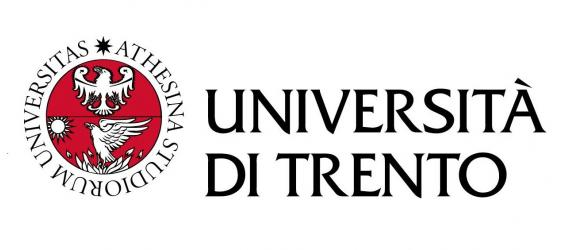 UNIVERSITAS ★ ATHESINA STUDIORUM
UNIVERSITÀ
DI TRENTO